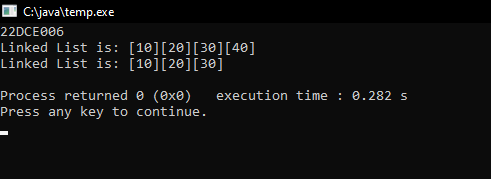 C:\java\temp.exe
22DCE006
Linked List is: [10][20][30][40]
Linked List is: [10][20][30]
Process returned 0 (0x0)   execution time : 0.282 s
Press any key to continue.